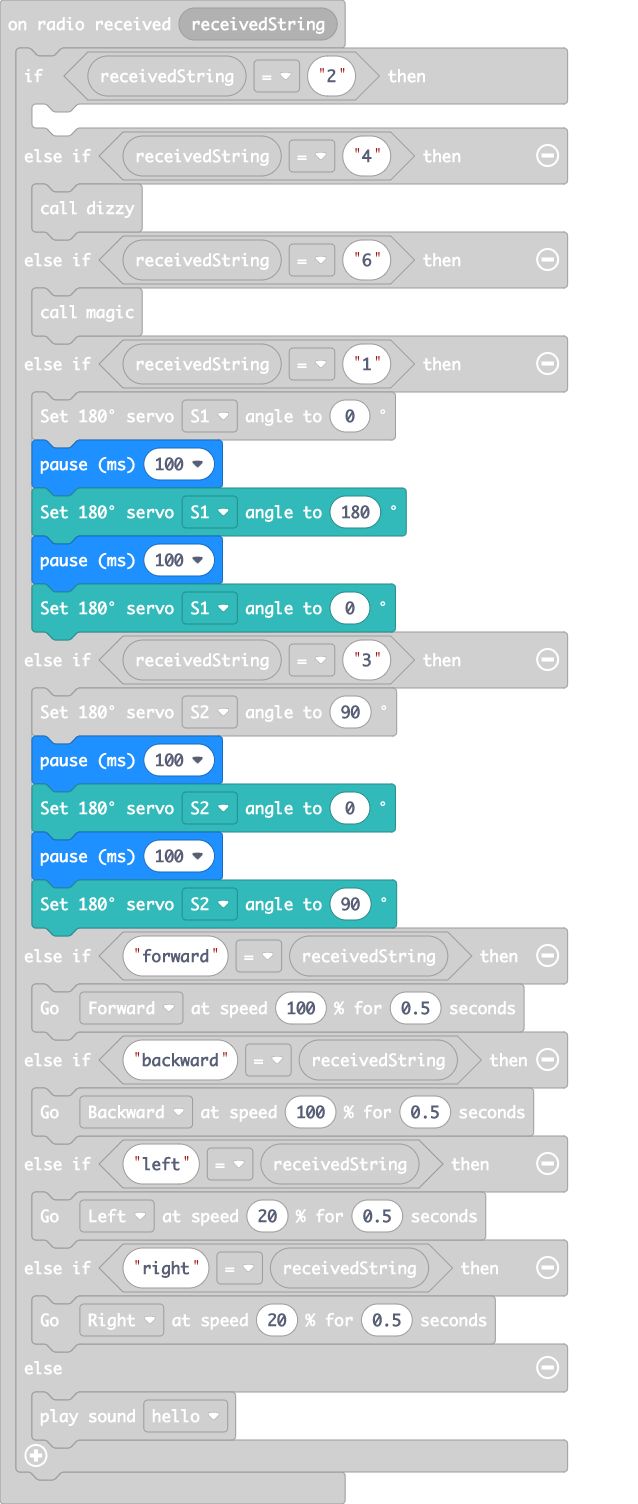 on radio received receivedString
if receivedString = "2" then
else if receivedString = "4" then
call dizzy
else if receivedString = "6" then
call magic
else if receivedString = "1" then
Set 180° servo S1 angle to 0 °
pause (ms) 100
Set 180° servo S1 angle to 180 °
pause (ms) 100
Set 180° servo S1 angle to 0 °
else if receivedString = "3" then
Set 180° servo S2 angle to 90 °
pause (ms) 100
Set 180° servo S2 angle to 0 °
pause (ms) 100
Set 180° servo S2 angle to 90 °
else if "forward" = receivedString then
Go Forward at speed 100 % for 0.5 seconds
else if "backward" = receivedString then
Go Backward at speed 100 % for 0.5 seconds
else if "left" = receivedString then
Go Left at speed 20 % for 0.5 seconds
else if "right" = receivedString then
Go Right at speed 20 % for 0.5 seconds
else
play sound hello